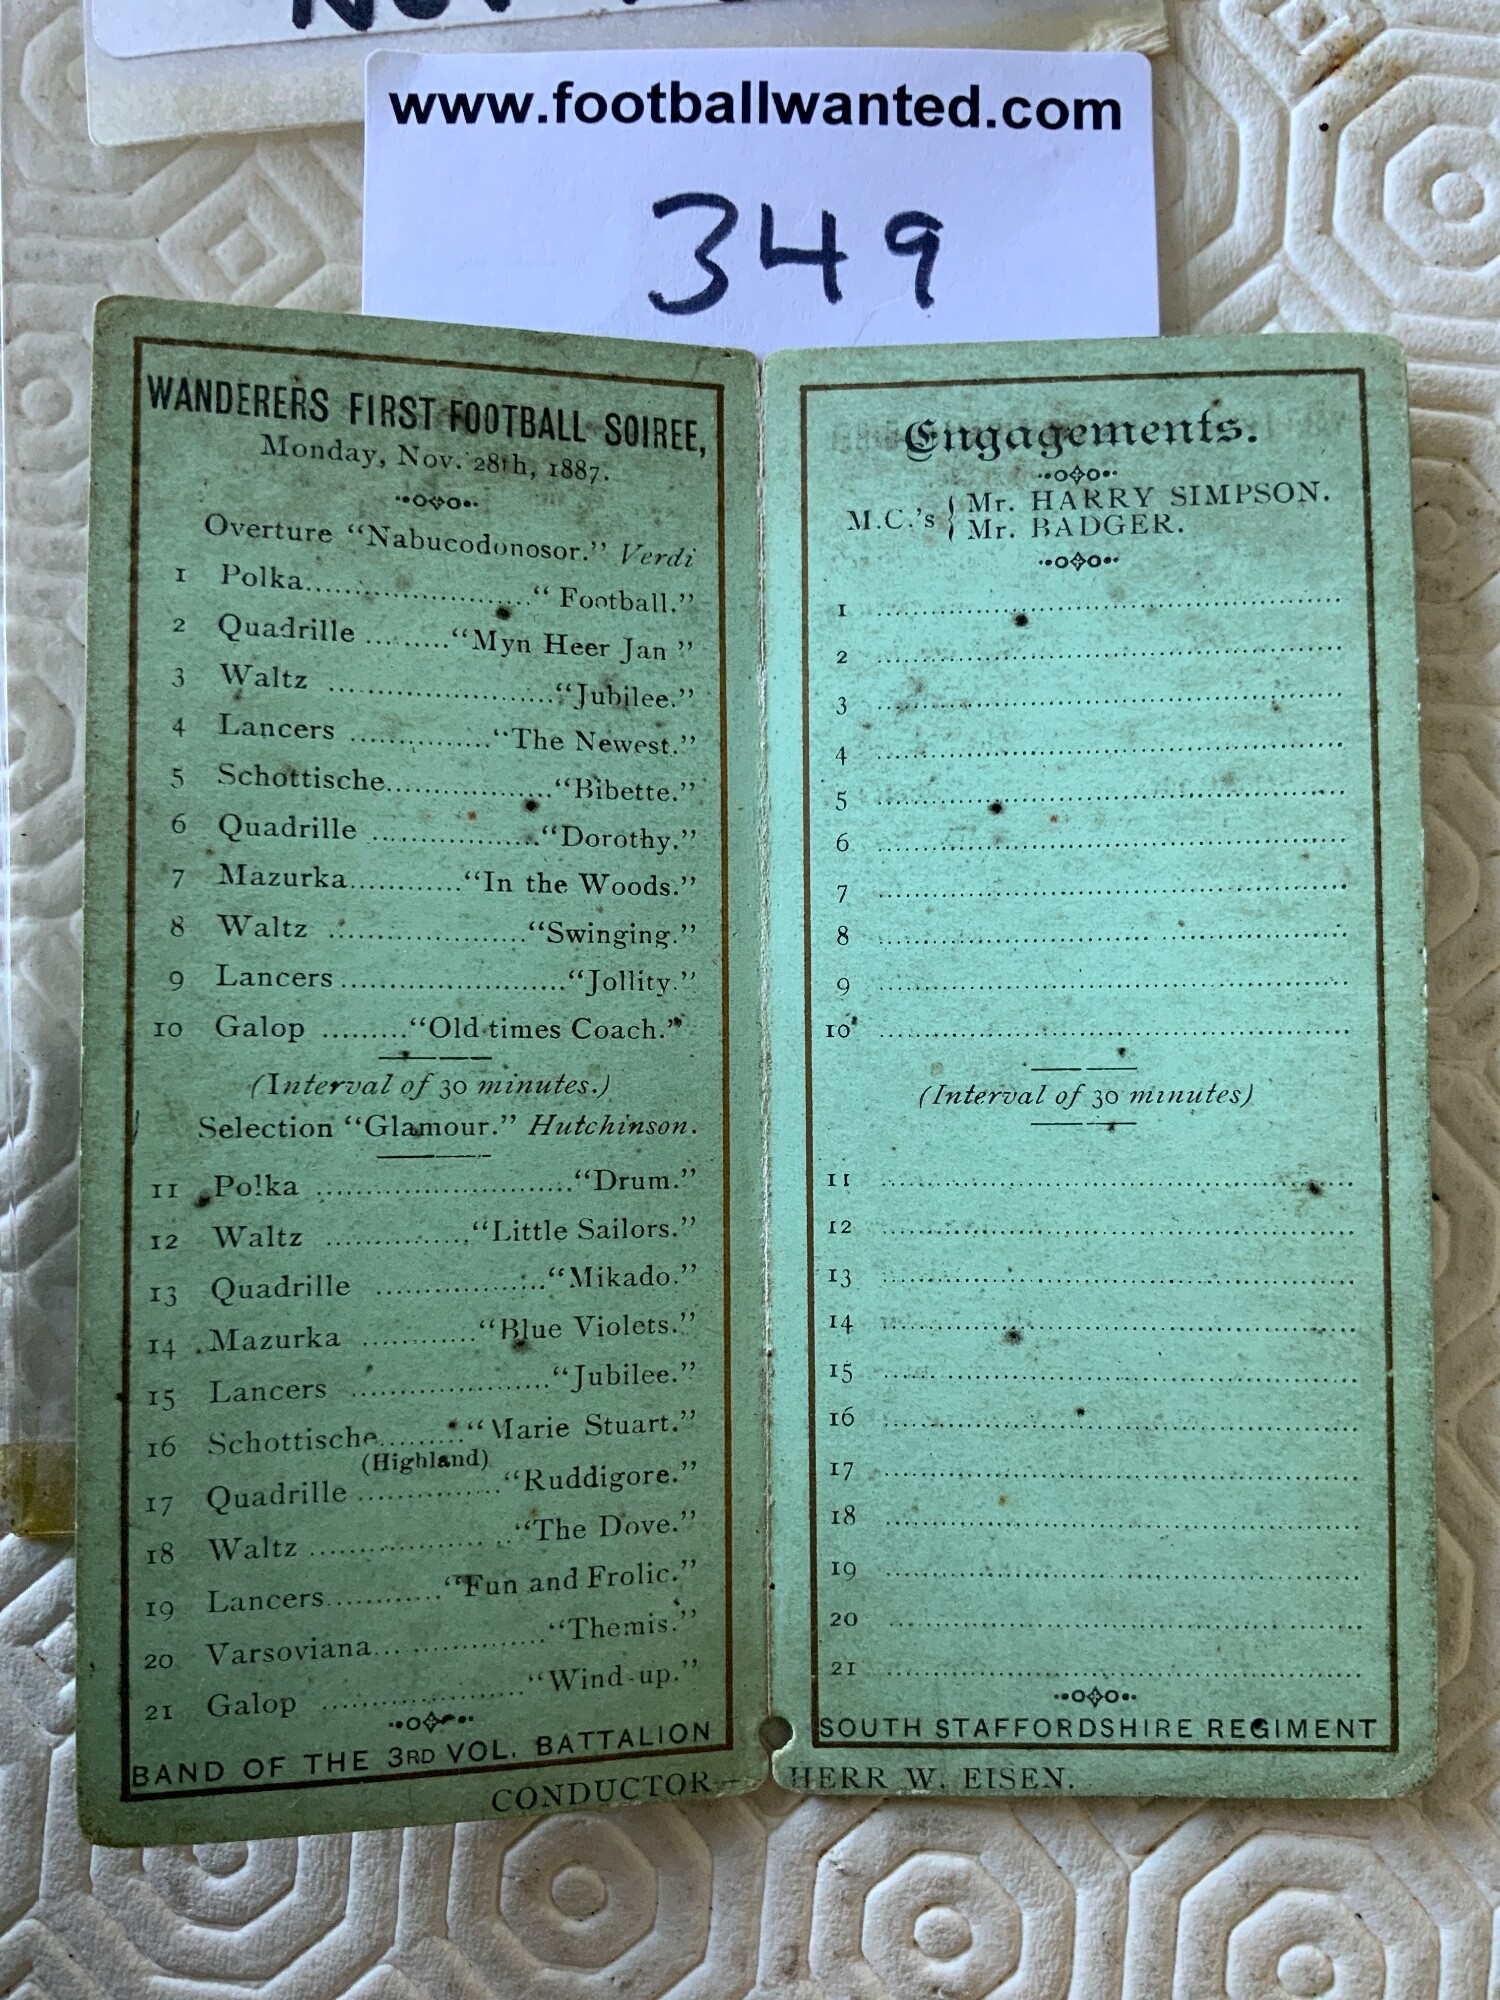 www.footballwanted.com
349
WANDERERS FIRST FOOTBALL SOIREE,
Monday, Nov. 28th, 1887.
Overture "Nabucodonosor." Verdi
1 Polka..........................." Football."
2 Quadrille ........."Myn Heer Jan "
3 Waltz ........................"Jubilee."
4 Lancers ..............."The Newest."
5 Schottische.................."Bibette."
6 Quadrille .................."Dorothy."
7 Mazurka............"In the Woods."
8 Waltz ....................."Swinging."
9 Lancers........................"Jollity."
10 Galop ........."Old times Coach."
(Interval of 30 minutes.)
Selection "Glamour." Hutchinson.
11 Polka ..........................."Drum."
12 Waltz ..............."Little Sailors."
13 Quadrille .................."Mikado."
14 Mazurka ............"Blue Violets."
15 Lancers ....................."Jubilee."
16 Schottische........."Marie Stuart."
(Highland)
17 Quadrille ..............."Ruddigore."
18 Waltz ....................."The Dove."
19 Lancers............"Fun and Frolic."
20 Varsoviana.................."Themis."
21 Galop ....................."Wind-up."
BAND OF THE 3RD VOL. BATTALION
CONDUCTOR—
Engagements.
M.C.'s { Mr. HARRY SIMPSON.
Mr. BADGER.
1 ..................................................
2 ..................................................
3 ..................................................
4 ..................................................
5 ..................................................
6 ..................................................
7 ..................................................
8 ..................................................
9 ..................................................
10 ..................................................
(Interval of 30 minutes)
11 ..................................................
12 ..................................................
13 ..................................................
14 ..................................................
15 ..................................................
16 ..................................................
17 ..................................................
18 ..................................................
19 ..................................................
20 ..................................................
21 ..................................................
SOUTH STAFFORDSHIRE REGIMENT
HERR W. EISEN.